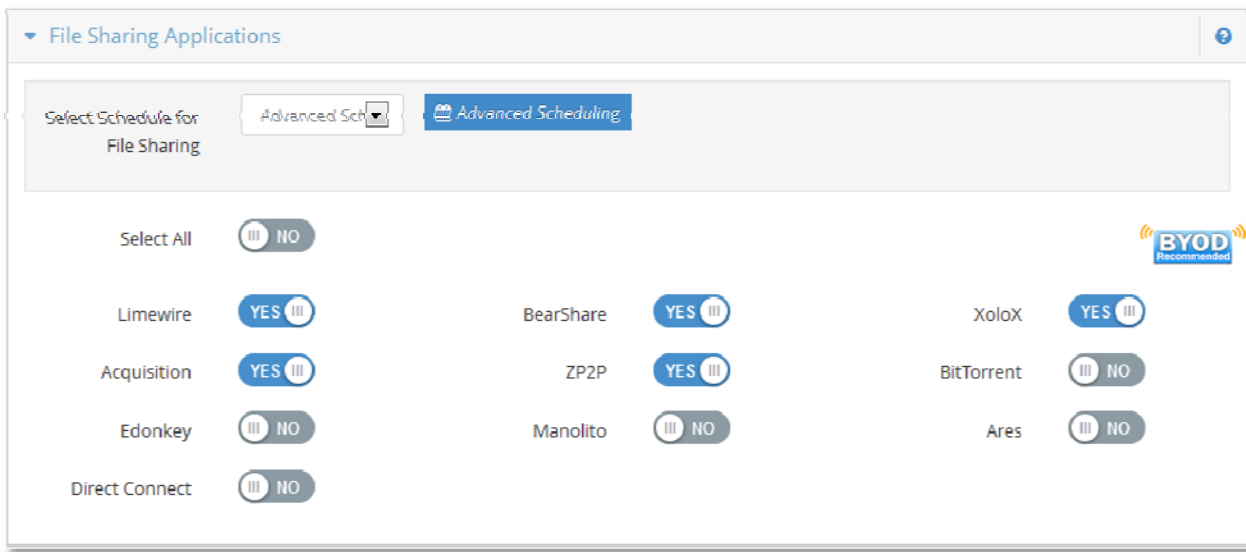 File Sharing Applications
Select Schedule for
File Sharing
Advanced Sch
Advanced Scheduling
Select All NO
BYOD
Recommended
Limewire YES BearShare YES XoloX YES
Acquisition YES ZP2P YES BitTorrent NO
Edonkey NO Manolito NO Ares NO
Direct Connect NO